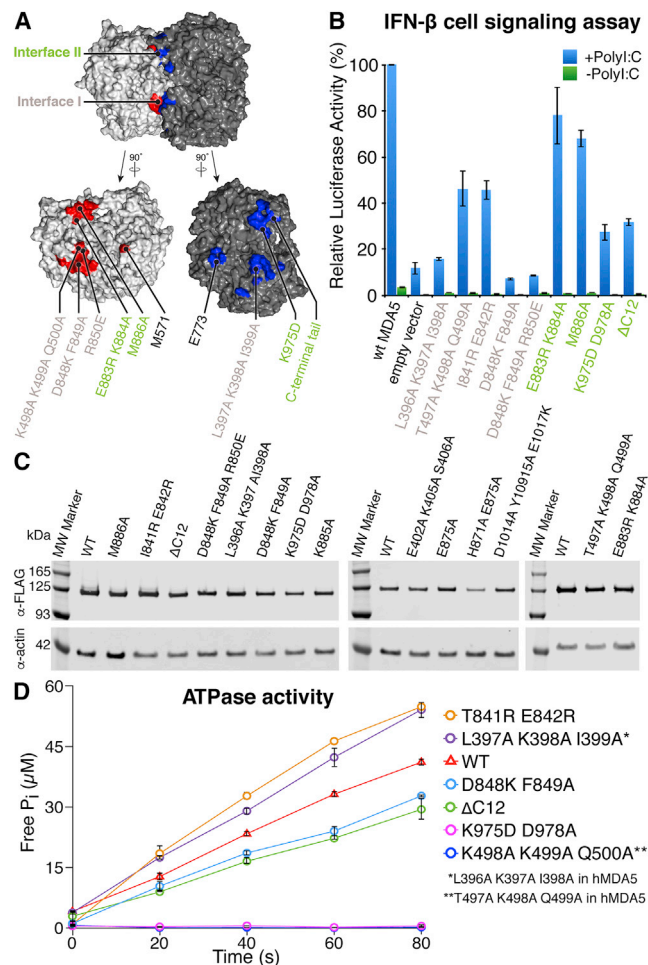 A
Interface II
Interface I
90°
90°
K498A K499A Q500A
D848K F849A
R850E
E883R K884A
M886A
M571
E773
L397A K398A I399A
K975D
C-terminal tail
B
IFN-β cell signaling assay
Relative Luciferase Activity (%)
100
80
60
40
20
0
+PolyI:C
-PolyI:C
wt MDA5
empty vector
L396A K397A I398A
T497A K498A Q499A
I841R E842R
D848K F849A
D848K F849A R850E
E883R K884A
M886A
K975D D978A
ΔC12
C
kDa
MW Marker
WT
M886A
I841R E842R
ΔC12
D848K F849A R850E
L396A K397 AI398A
D848K F849A
K975D D978A
K885A
MW Marker
WT
E402A K405A S406A
E875A
H871A E875A
D1014A Y10915A E1017K
MW Marker
WT
T497A K498A Q499A
E883R K884A
α-FLAG
165
125
93
α-actin
42
D
ATPase activity
Free Pi (µM)
60
45
30
15
0
0
20
40
60
80
Time (s)
T841R E842R
L397A K398A I399A*
WT
D848K F849A
ΔC12
K975D D978A
K498A K499A Q500A**
*L396A K397A I398A in hMDA5
**T497A K498A Q499A in hMDA5